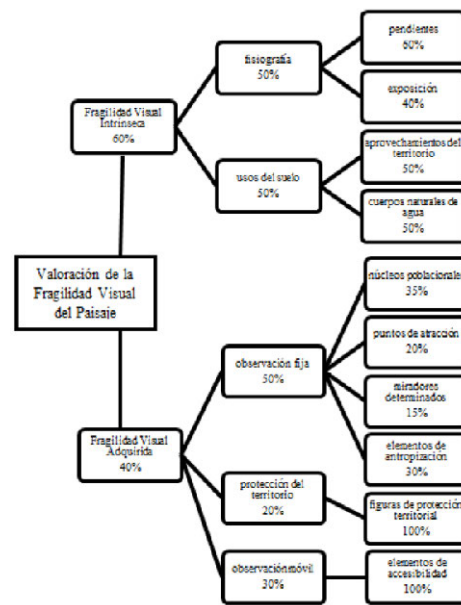 pendientes
60%
fisiografía
50%
exposición
40%
Fragilidad Visual
Intrínseca
60%
aprovechamientos del
territorio
50%
usos del suelo
50%
cuerpos naturales de
agua
50%
Valoración de la
Fragilidad Visual
del Paisaje
núcleos poblacionales
35%
puntos de atracción
20%
observación fija
50%
miradores
determinados
15%
Fragilidad Visual
Adquirida
40%
elementos de
antropización
30%
protección del
territorio
20%
figuras de protección
territorial
100%
observación móvil
30%
elementos de
accesibilidad
100%